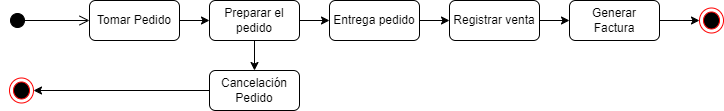 Tomar Pedido
Preparar el
pedido
Entrega pedido
Registrar venta
Generar
Factura
Cancelación
Pedido